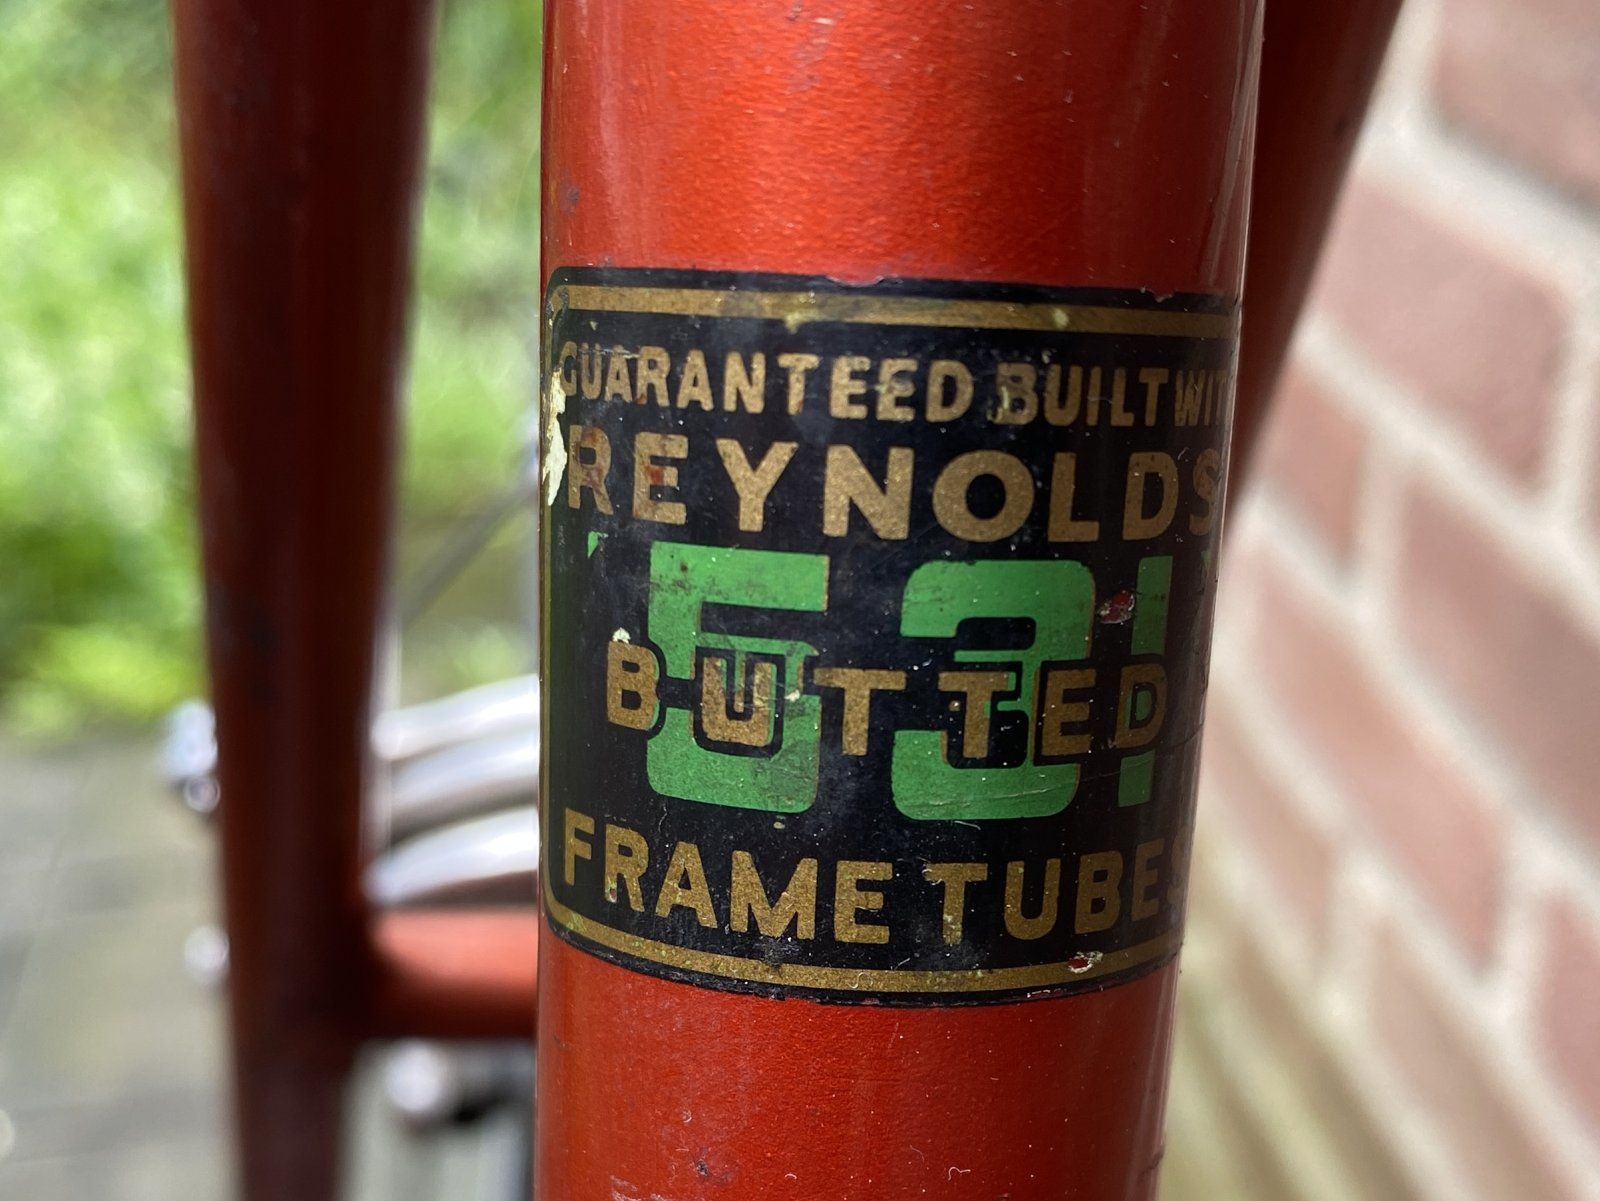 GUARANTEED BUILT WIT
REYNOLDS
"531"
BUTTED
FRAME TUBES